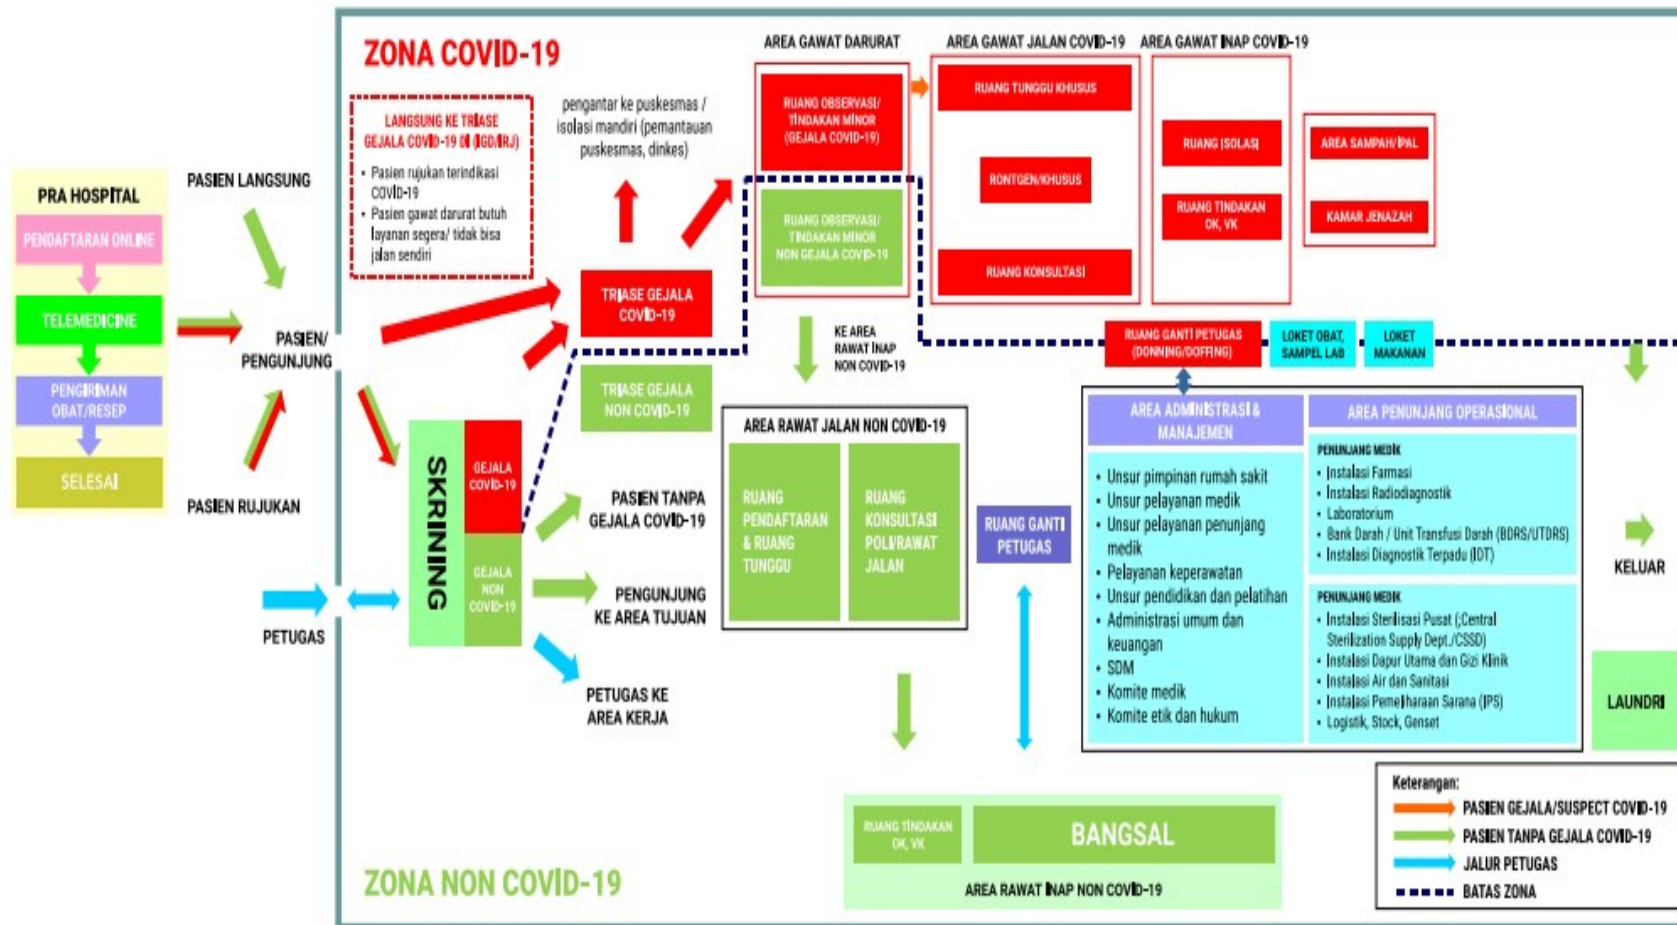 ZONA COVID-19
LANGSUNG KE TRIASE
GEJALA COVID-19 DI (IGD/IRJ)
• Pasien rujukan terindikasi
COVID-19
• Pasien gawat darurat butuh
layanan segera/ tidak bisa
jalan sendiri
pengantar ke puskesmas /
isolasi mandiri (pemantauan
puskesmas, dinkes)
AREA GAWAT DARURAT
RUANG OBSERVASI/
TINDAKAN MINOR
(GEJALA COVID-19)
RUANG OBSERVASI/
TINDAKAN MINOR
NON GEJALA COVID-19
AREA GAWAT JALAN COVID-19
RUANG TUNGGU KHUSUS
RONTGEN/KHUSUS
RUANG KONSULTASI
AREA GAWAT INAP COVID-19
RUANG ISOLASI
RUANG TINDAKAN
OK, VK
AREA SAMPAH/IPAL
KAMAR JENAZAH
PRA HOSPITAL
PENDAFTARAN ONLINE
TELEMEDICINE
PENGIRIMAN
OBAT/RESEP
SELESAI
PASIEN LANGSUNG
PASIEN/
PENGUNJUNG
PASIEN RUJUKAN
PETUGAS
TRIASE GEJALA
COVID-19
TRIASE GEJALA
NON COVID-19
KE AREA
RAWAT INAP
NON COVID-19
SKRINING
GEJALA
COVID-19
GEJALA
NON
COVID-19
PASIEN TANPA
GEJALA COVID-19
PENGUNJUNG
KE AREA TUJUAN
PETUGAS KE
AREA KERJA
AREA RAWAT JALAN NON COVID-19
RUANG
PENDAFTARAN
& RUANG
TUNGGU
RUANG
KONSULTASI
POLI/RAWAT
JALAN
RUANG GANTI
PETUGAS
RUANG GANTI PETUGAS
(DONNING/DOFFING)
LOKET OBAT,
SAMPEL LAB
LOKET
MAKANAN
AREA ADMINISTRASI &
MANAJEMEN
• Unsur pimpinan rumah sakit
• Unsur pelayanan medik
• Unsur pelayanan penunjang
medik
• Pelayanan keperawatan
• Unsur pendidikan dan pelatihan
• Administrasi umum dan
keuangan
• SDM
• Komite medik
• Komite etik dan hukum
AREA PENUNJANG OPERASIONAL
PENUNJANG MEDIK
• Instalasi Farmasi
• Instalasi Radiodiagnostik
• Laboratorium
• Bank Darah / Unit Transfusi Darah (BDRS/UTDRS)
• Instalasi Diagnostik Terpadu (IDT)
PENUNJANG MEDIK
• Instalasi Sterilisasi Pusat (;Central
Sterilization Supply Dept./CSSD)
• Instalasi Dapur Utama dan Gizi Klinik
• Instalasi Air dan Sanitasi
• Instalasi Pemeliharaan Sarana (IPS)
• Logistik, Stock, Genset
KELUAR
LAUNDRI
RUANG TINDAKAN
OK, VK
BANGSAL
AREA RAWAT INAP NON COVID-19
ZONA NON COVID-19
Keterangan:
PASIEN GEJALA/SUSPECT COVID-19
PASIEN TANPA GEJALA COVID-19
JALUR PETUGAS
BATAS ZONA